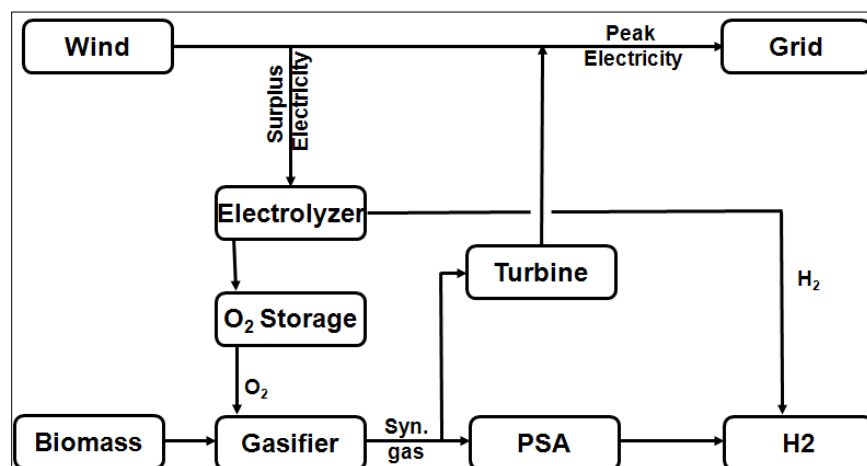 Wind
Peak
Electricity
Grid
Surplus
Electricity
Electrolyzer
Turbine
H₂
O₂ Storage
O₂
Biomass
Gasifier
Syn.
gas
PSA
H2